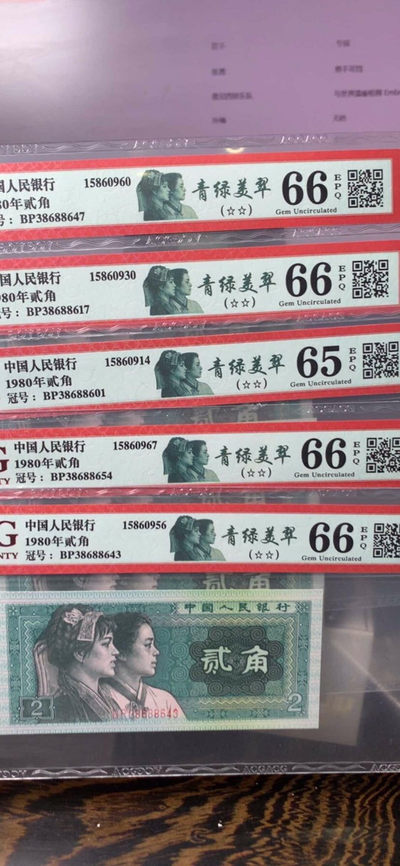 中国人民银行 15860960
1980年贰角
冠号：BP38688647
青绿美翠
(☆☆)
66 EPQ
Gem Uncirculated
中国人民银行 15860930
1980年贰角
冠号：BP38688617
青绿美翠
(☆☆)
66 EPQ
Gem Uncirculated
中国人民银行 15860914
1980年贰角
冠号：BP38688601
青绿美翠
(☆☆)
65 EPQ
Gem Uncirculated
中国人民银行 15860967
1980年贰角
冠号：BP38688654
青绿美翠
(☆☆)
66 EPQ
Gem Uncirculated
中国人民银行 15860956
1980年贰角
冠号：BP38688643
青绿美翠
(☆☆)
66 EPQ
Gem Uncirculated
中国人民银行
贰角
2
BP38688643
2
ACGACG